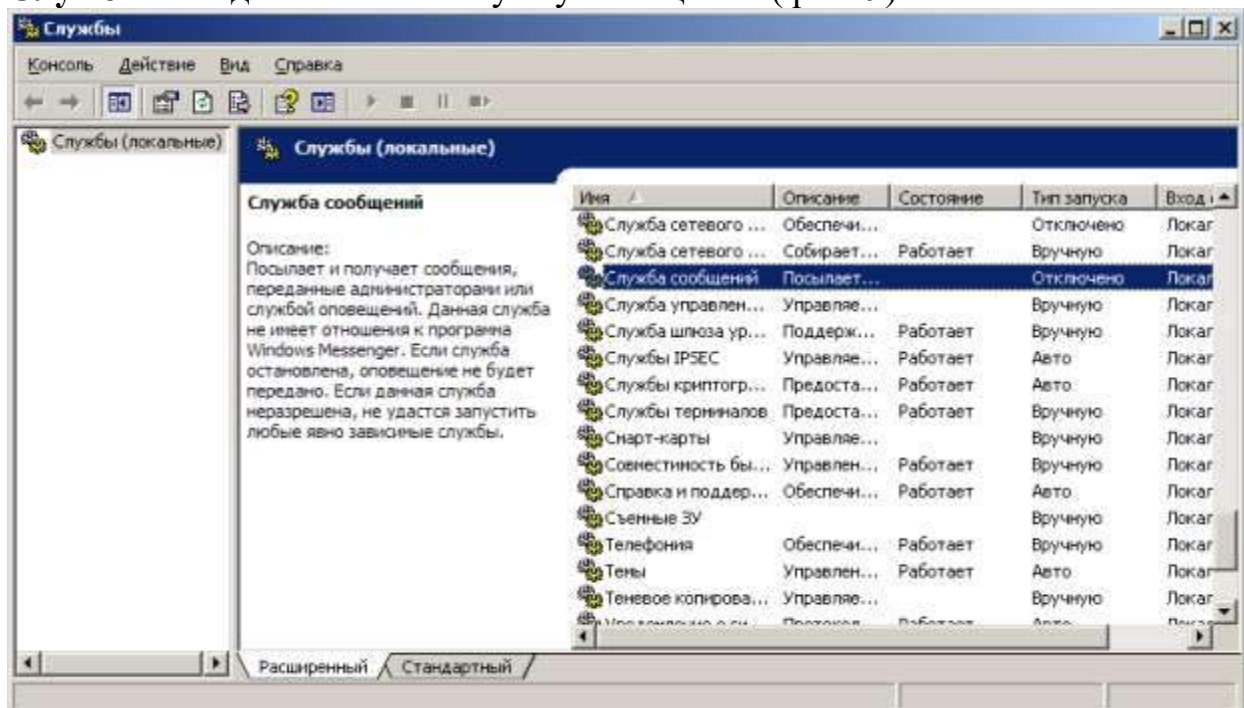 Службы
Консоль Действие Вид Справка
Службы (локальные)
Службы (локальные)
Служба сообщений
Описание:
Посылает и получает сообщения,
переданные администраторами или
службой оповещений. Данная служба
не имеет отношения к программа
Windows Messenger. Если служба
остановлена, оповещение не будет
передано. Если данная служба
неразрешена, не удастся запустить
любые явно зависимые службы.
Имя Описание Состояние Тип запуска Вход
Служба сетевого ... Обеспечи... Отключено Локал
Служба сетевого ... Собирает... Работает Вручную Локал
Служба сообщений Посылает... Отключено Локал
Служба управлен... Управляе... Вручную Локал
Служба шлюза ур... Поддерж... Работает Вручную Локал
Службы IPSEC Управляе... Работает Авто Локал
Службы криптогр... Предоста... Работает Авто Локал
Службы терминалов Предоста... Работает Вручную Локал
Смарт-карты Управляе... Вручную Локал
Совместимость бы... Управлен... Работает Вручную Локал
Справка и поддер... Обеспечи... Работает Авто Локал
Съемные ЗУ Вручную Локал
Телефония Обеспечи... Работает Вручную Локал
Темы Управлен... Работает Авто Локал
Теневое копирова... Управляе... Вручную Локал
Расширенный Стандартный